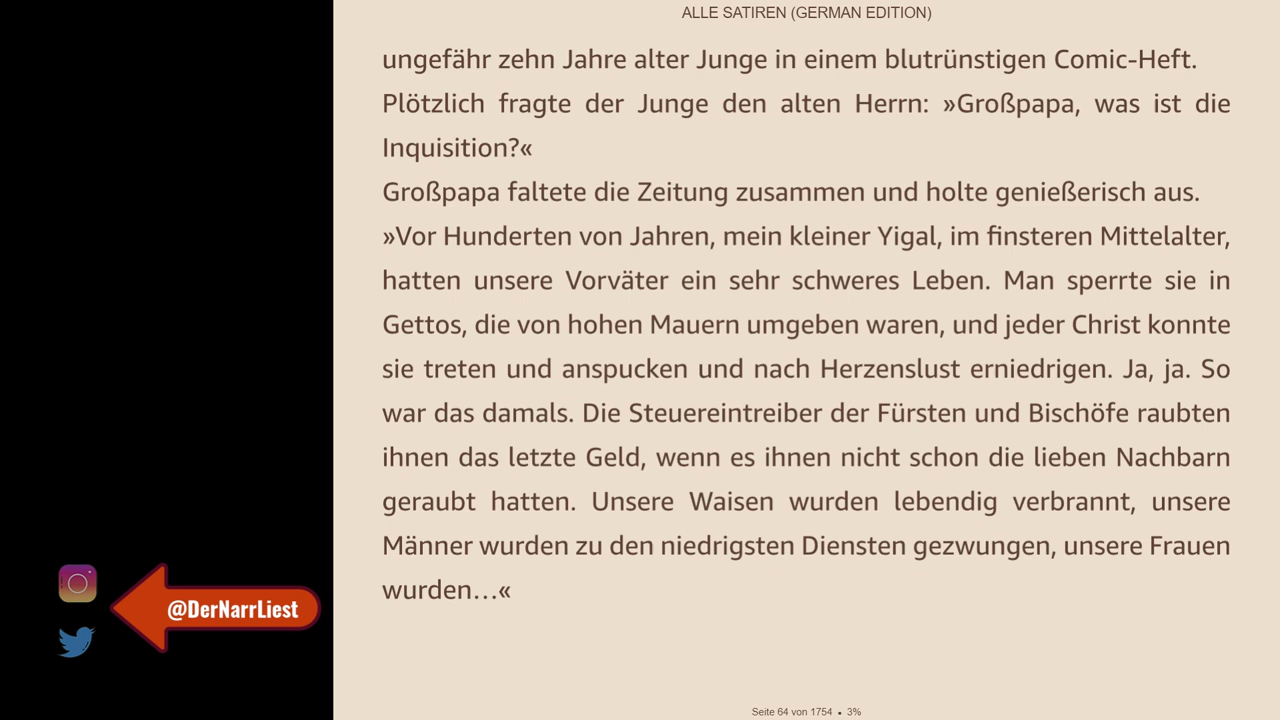 ALLE SATIREN (GERMAN EDITION)
ungefähr zehn Jahre alter Junge in einem blutrünstigen Comic-Heft.
Plötzlich fragte der Junge den alten Herrn: »Großpapa, was ist die
Inquisition?«
Großpapa faltete die Zeitung zusammen und holte genießerisch aus.
»Vor Hunderten von Jahren, mein kleiner Yigal, im finsteren Mittelalter,
hatten unsere Vorväter ein sehr schweres Leben. Man sperrte sie in
Gettos, die von hohen Mauern umgeben waren, und jeder Christ konnte
sie treten und anspucken und nach Herzenslust erniedrigen. Ja, ja. So
war das damals. Die Steuereintreiber der Fürsten und Bischöfe raubten
ihnen das letzte Geld, wenn es ihnen nicht schon die lieben Nachbarn
geraubt hatten. Unsere Waisen wurden lebendig verbrannt, unsere
Männer wurden zu den niedrigsten Diensten gezwungen, unsere Frauen
wurden…«
@DerNarrLiest
Seite 64 von 1754 • 3%